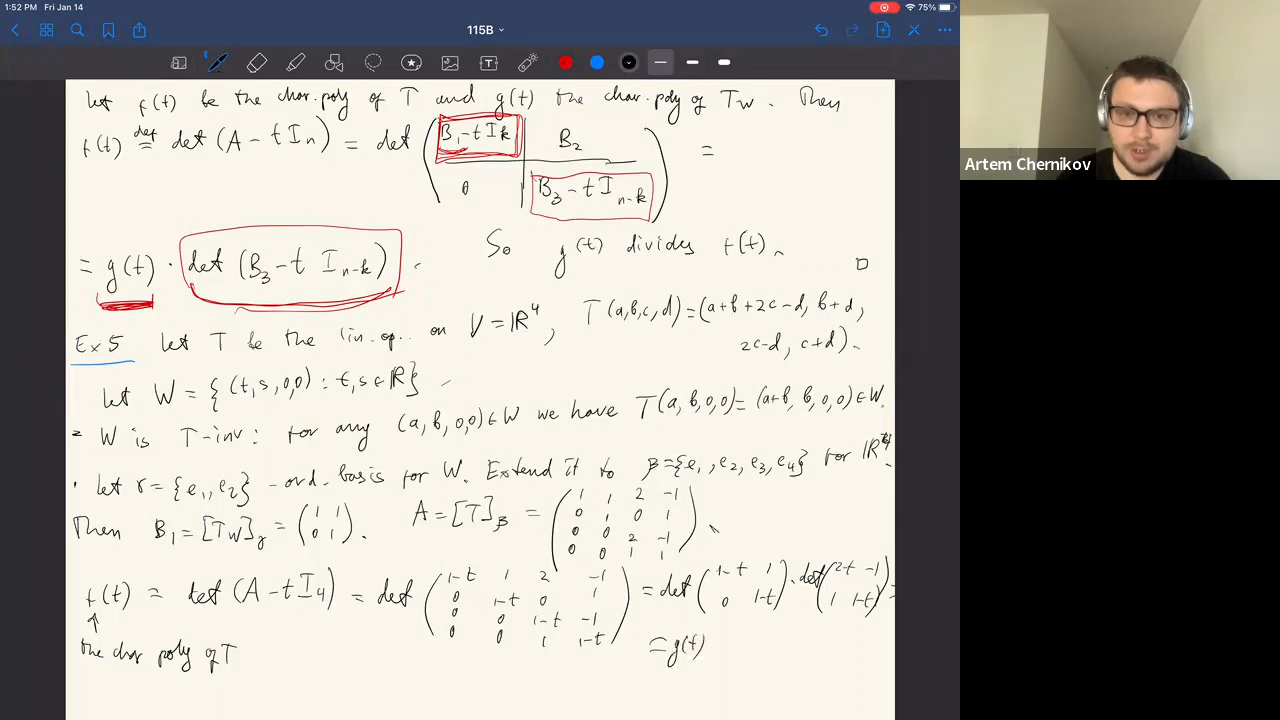 1:52 PM Fri Jan 14
75%
115B
Let f(t) be the char. poly of T and g(t) the char. poly of T_W. Then
f(t) def= det (A - t I_n) = det ( B_1 - t I_k | B_2 ; 0 | B_3 - t I_{n-k} ) =
= g(t) · det (B_3 - t I_{n-k}). So g(t) divides f(t). □
Ex 5 Let T be the lin. op. on V = ℝ^4, T(a,b,c,d) = (a+b+2c-d, b+d,
2c-d, c+d).
Let W = {(t,s,0,0) : t,s ∈ ℝ}
W is T-inv: for any (a,b,0,0) ∈ W we have T(a,b,0,0) = (a+b, b, 0, 0) ∈ W.
· Let γ = {e_1, e_2} - ord. basis for W. Extend it to β = {e_1, e_2, e_3, e_4} for ℝ^4.
Then B_1 = [T_W]_γ = ( 1 1 ; 0 1 ). A = [T]_β = ( 1 1 2 -1 ; 0 1 0 1 ; 0 0 2 -1 ; 0 0 1 1 ).
f(t) = det (A - t I_4) = det ( 1-t 1 2 -1 ; 0 1-t 0 1 ; 0 0 1-t -1 ; 0 0 1 1-t ) = det ( 1-t 1 ; 0 1-t ) · det ( 2-t -1 ; 1 1-t ) =
↑
the char poly of T
= g(t)
Artem Chernikov